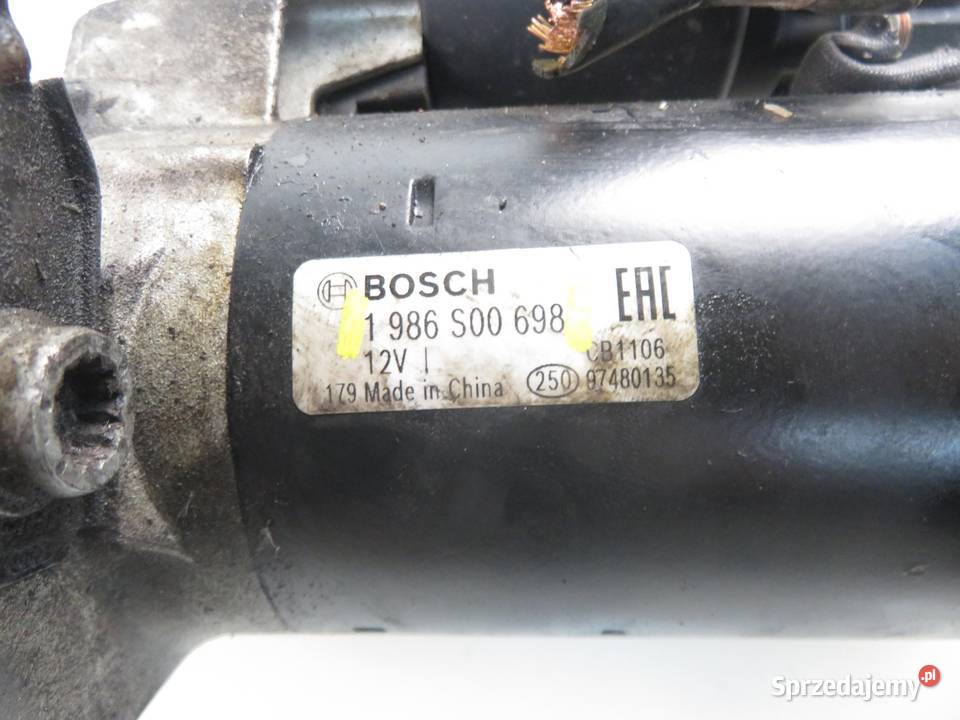 BOSCH
EAC
1 986 S00 698
12V |
CB1106
179 Made in China
250
97480135
Sprzedajemy.pl